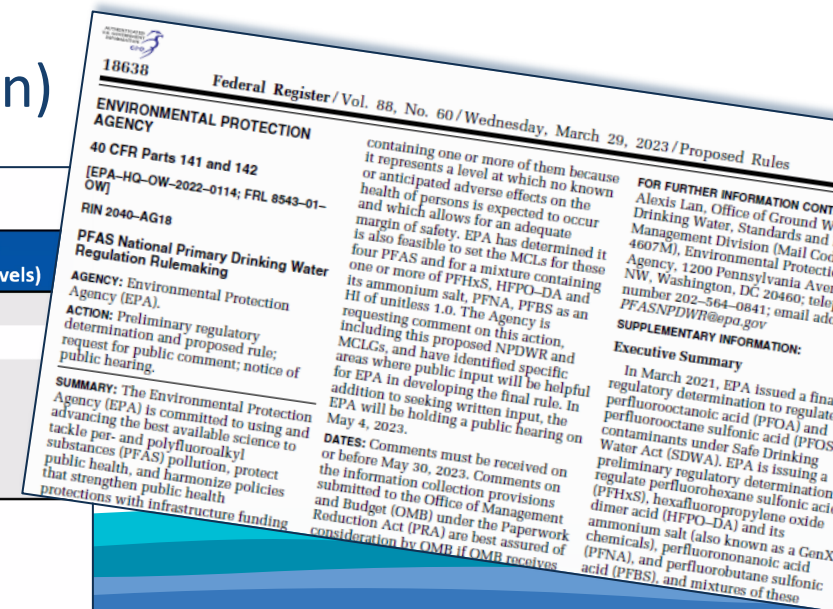 n)
vels)
AUTHENTICATED
U.S. GOVERNMENT
INFORMATION
GPO
18638
Federal Register / Vol. 88, No. 60 / Wednesday, March 29, 2023 / Proposed Rules
ENVIRONMENTAL PROTECTION
AGENCY
40 CFR Parts 141 and 142
[EPA–HQ–OW–2022–0114; FRL 8543–01–
OW]
RIN 2040–AG18
PFAS National Primary Drinking Water
Regulation Rulemaking
AGENCY: Environmental Protection
Agency (EPA).
ACTION: Preliminary regulatory
determination and proposed rule;
request for public comment; notice of
public hearing.
SUMMARY: The Environmental Protection
Agency (EPA) is committed to using and
advancing the best available science to
tackle per- and polyfluoroalkyl
substances (PFAS) pollution, protect
public health, and harmonize policies
that strengthen public health
protections with infrastructure funding
containing one or more of them because
it represents a level at which no known
or anticipated adverse effects on the
health of persons is expected to occur
and which allows for an adequate
margin of safety. EPA has determined it
is also feasible to set the MCLs for these
four PFAS and for a mixture containing
one or more of PFHxS, HFPO–DA and
its ammonium salt, PFNA, PFBS as an
HI of unitless 1.0. The Agency is
requesting comment on this action,
including this proposed NPDWR and
MCLGs, and have identified specific
areas where public input will be helpful
for EPA in developing the final rule. In
addition to seeking written input, the
EPA will be holding a public hearing on
May 4, 2023.
DATES: Comments must be received on
or before May 30, 2023. Comments on
the information collection provisions
submitted to the Office of Management
and Budget (OMB) under the Paperwork
Reduction Act (PRA) are best assured of
consideration by OMB if OMB receives
FOR FURTHER INFORMATION CONT
Alexis Lan, Office of Ground W
Drinking Water, Standards and
Management Division (Mail Cod
4607M), Environmental Protecti
Agency, 1200 Pennsylvania Aven
NW, Washington, DC 20460; telep
number 202–564–0841; email add
PFASNPDWR@epa.gov
SUPPLEMENTARY INFORMATION:
Executive Summary
In March 2021, EPA issued a fina
regulatory determination to regulate
perfluorooctanoic acid (PFOA) and
perfluorooctane sulfonic acid (PFOS
contaminants under Safe Drinking
Water Act (SDWA). EPA is issuing a
preliminary regulatory determination
regulate perfluorohexane sulfonic acid
(PFHxS), hexafluoropropylene oxide
dimer acid (HFPO–DA) and its
ammonium salt (also known as a GenX
chemicals), perfluorononanoic acid
(PFNA), and perfluorobutane sulfonic
acid (PFBS), and mixtures of these